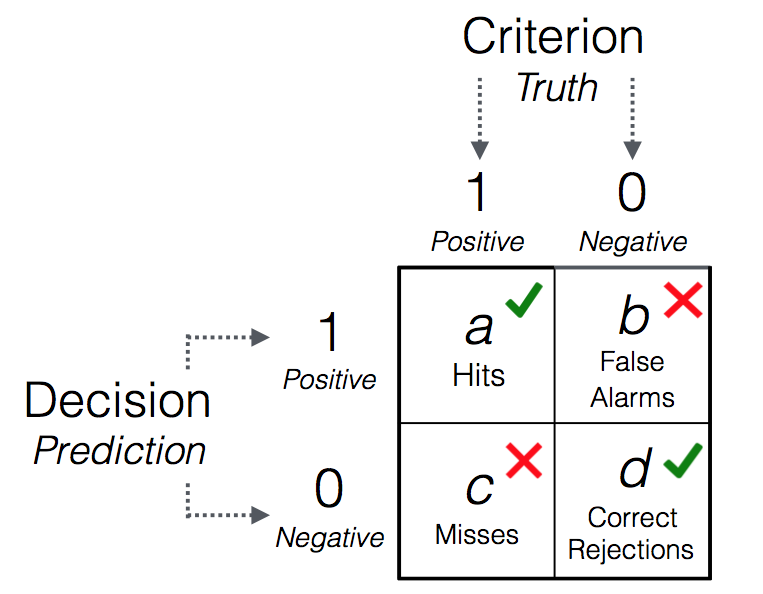 Criterion
Truth
1
0
Positive
Negative
1
Positive
a
Hits
b
False
Alarms
Decision
Prediction
0
Negative
c
Misses
d
Correct
Rejections